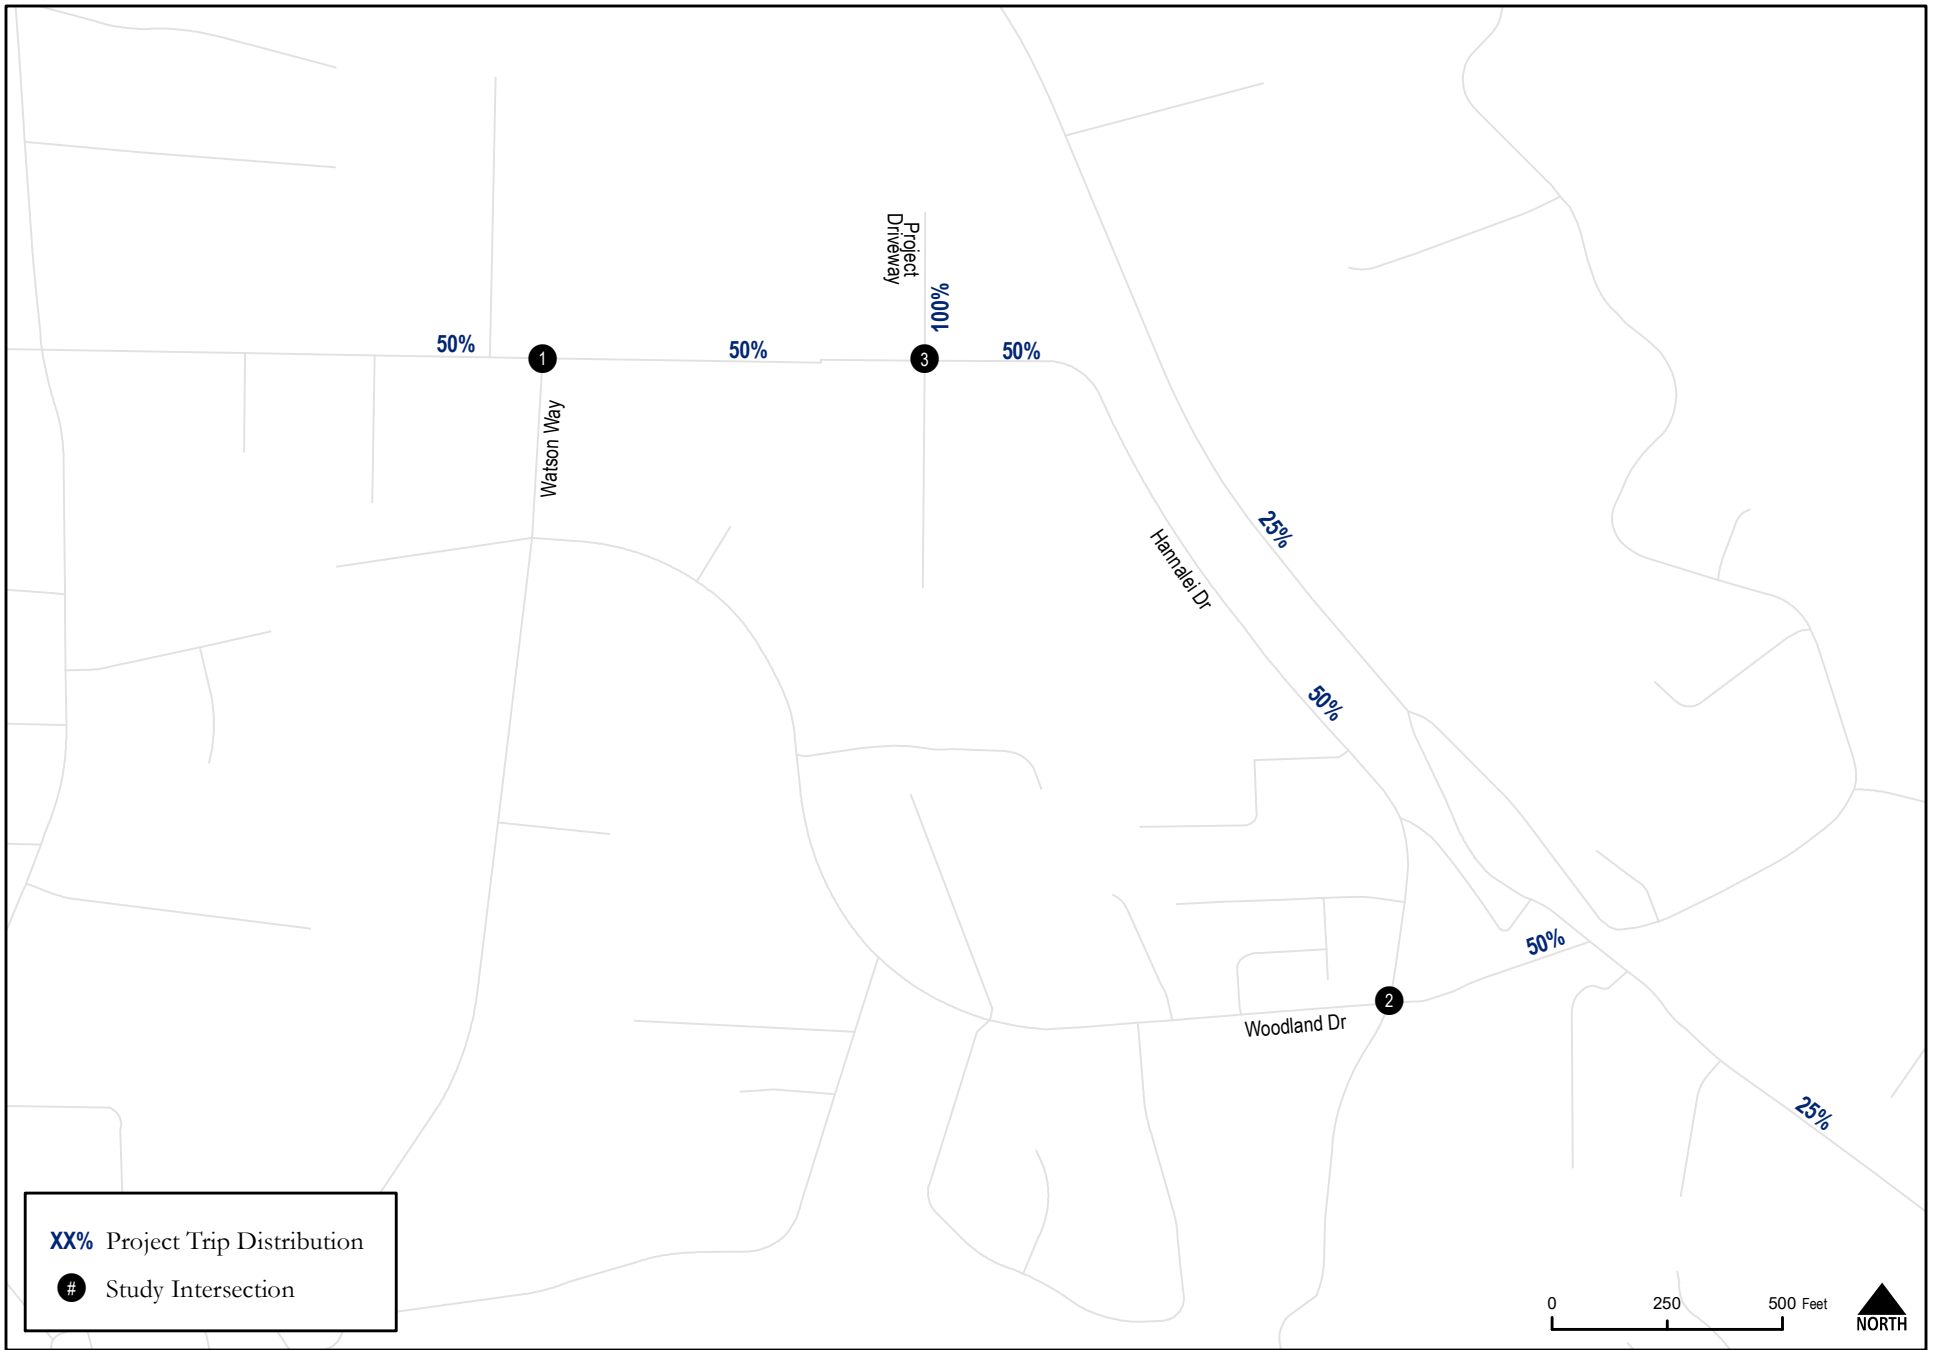 Project
Driveway
100%
50%
1
50%
3
50%
Watson Way
25%
Hannalei Dr
50%
50%
2
Woodland Dr
25%
XX% Project Trip Distribution
# Study Intersection
0 250 500 Feet
NORTH